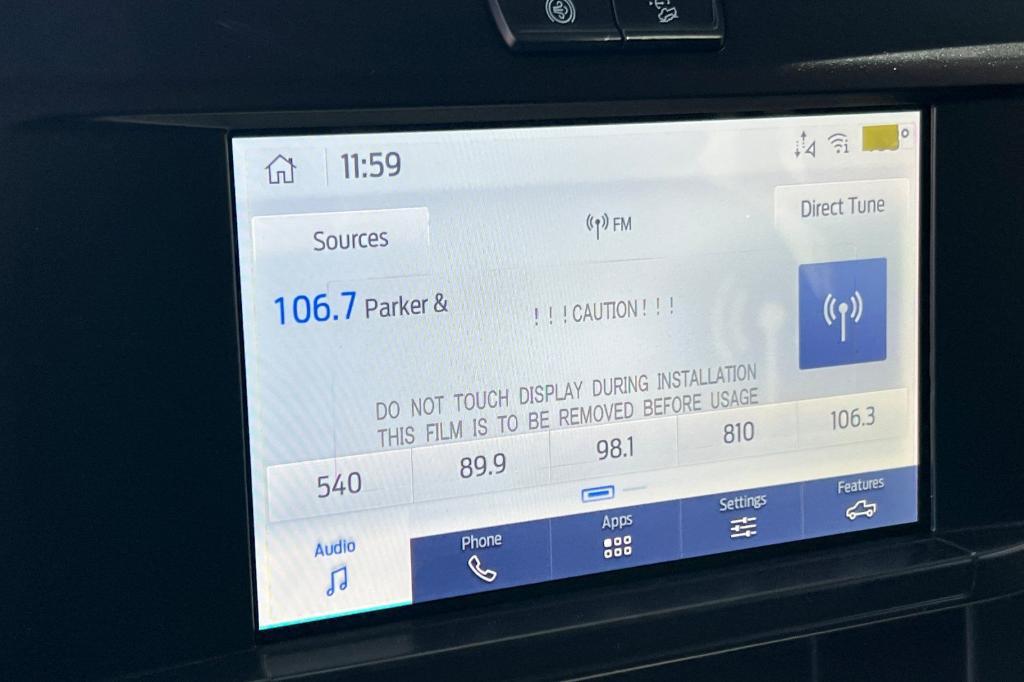 11:59
Sources
FM
Direct Tune
106.7 Parker &
! ! ! CAUTION ! ! !
DO NOT TOUCH DISPLAY DURING INSTALLATION
THIS FILM IS TO BE REMOVED BEFORE USAGE
540
89.9
98.1
810
106.3
Audio
Phone
Apps
Settings
Features